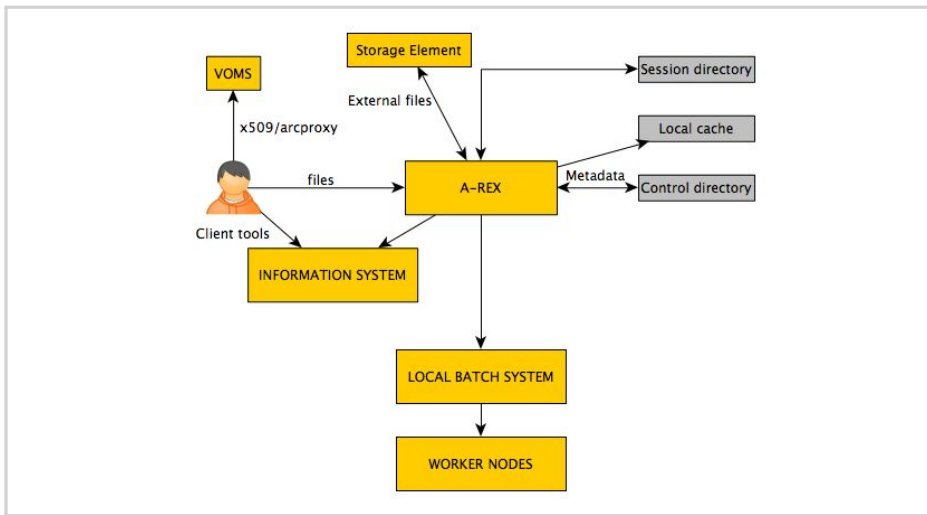 Storage Element
VOMS
Session directory
External files
x509/arcproxy
Local cache
files
A-REX
Metadata
Control directory
Client tools
INFORMATION SYSTEM
LOCAL BATCH SYSTEM
WORKER NODES